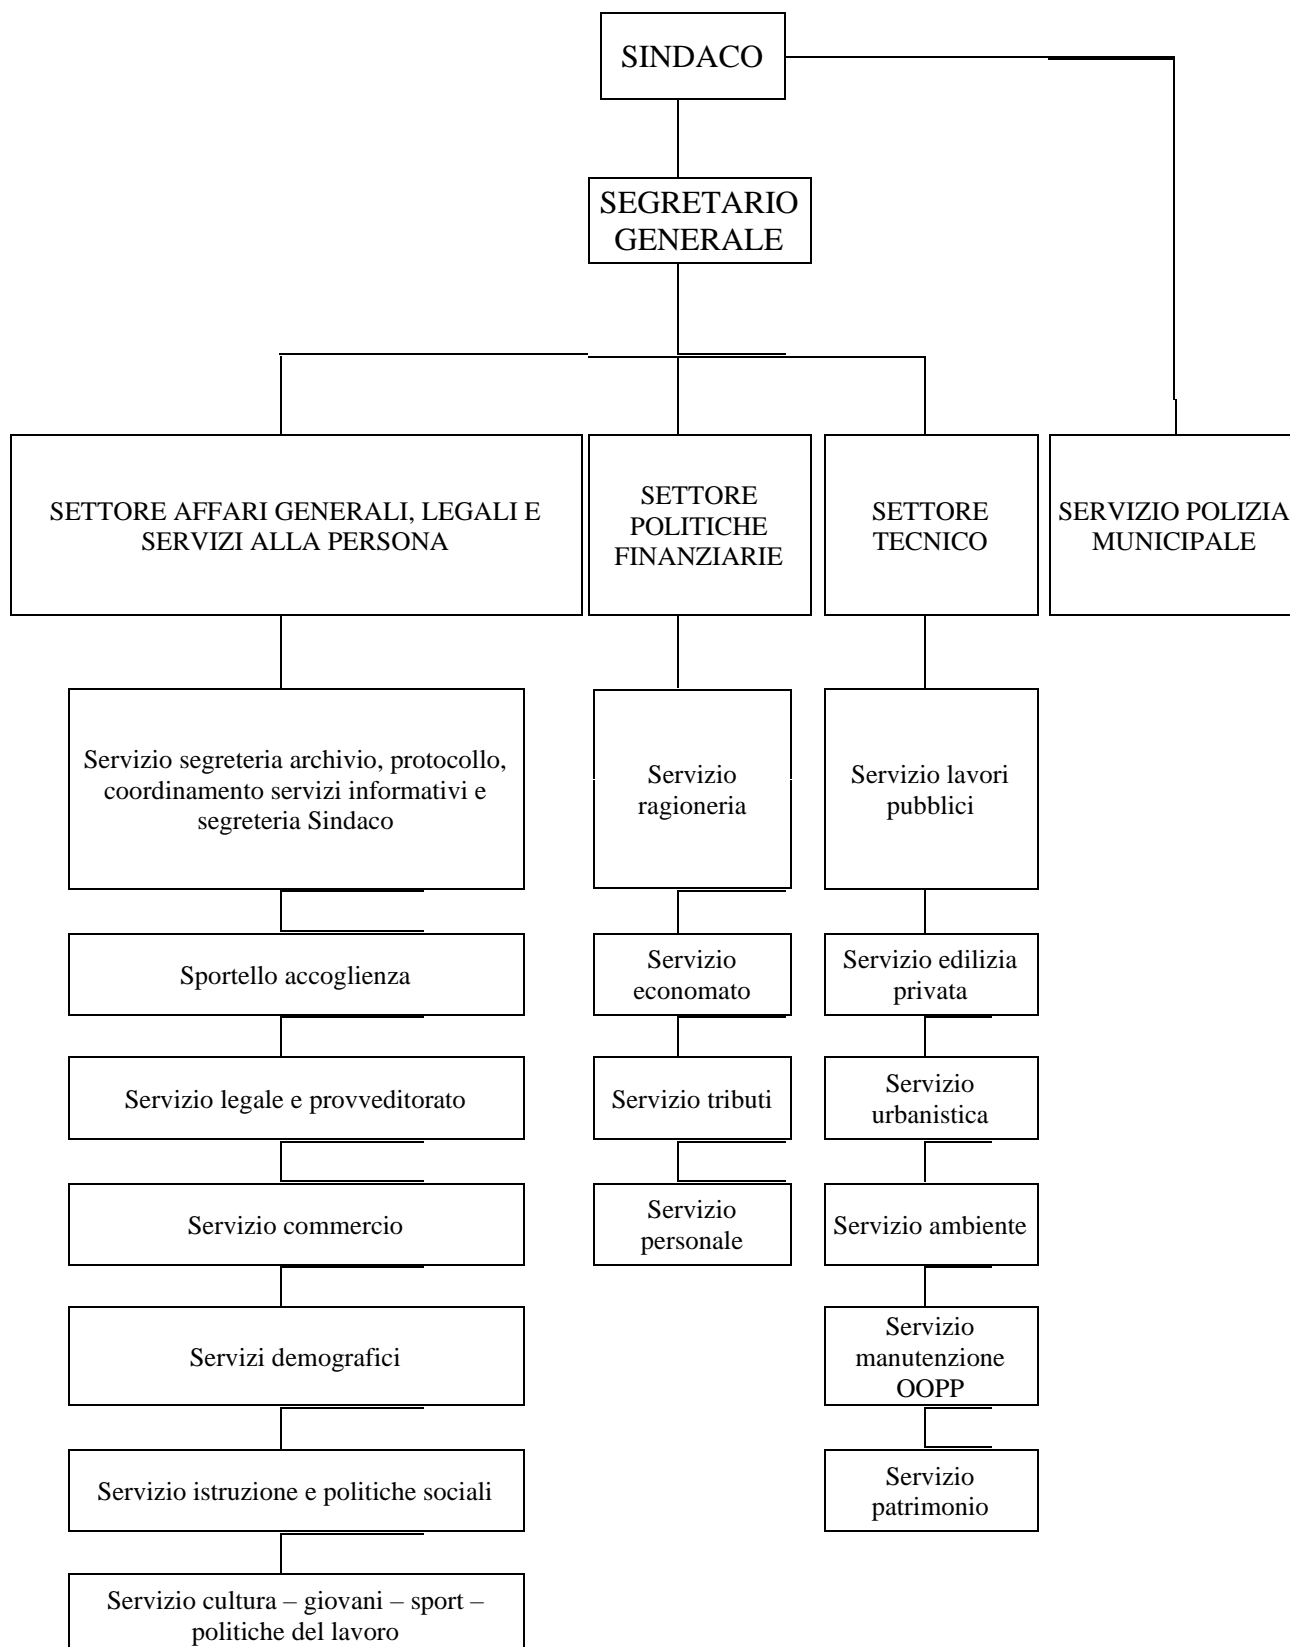 SINDACO
SEGRETARIO
GENERALE
SETTORE AFFARI GENERALI, LEGALI E
SERVIZI ALLA PERSONA
SETTORE
POLITICHE
FINANZIARIE
SETTORE
TECNICO
SERVIZIO POLIZIA
MUNICIPALE
Servizio segreteria archivio, protocollo,
coordinamento servizi informativi e
segreteria Sindaco
Servizio
ragioneria
Servizio lavori
pubblici
Sportello accoglienza
Servizio
economato
Servizio edilizia
privata
Servizio legale e provveditorato
Servizio tributi
Servizio
urbanistica
Servizio commercio
Servizio
personale
Servizio ambiente
Servizi demografici
Servizio
manutenzione
OOPP
Servizio istruzione e politiche sociali
Servizio
patrimonio
Servizio cultura – giovani – sport –
politiche del lavoro